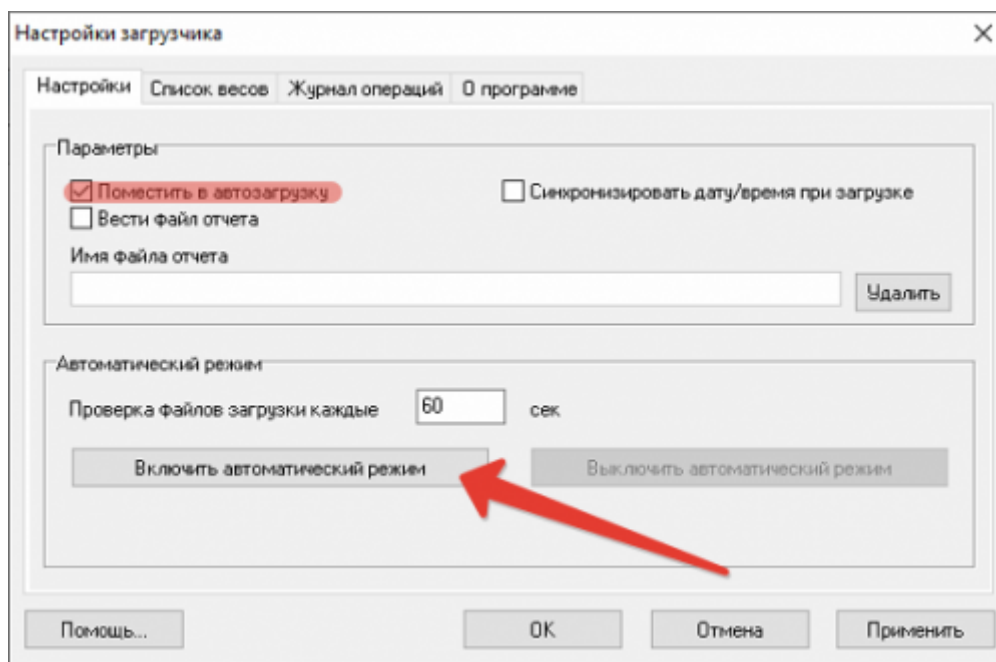 Настройки загрузчика
Настройки Список весов Журнал операций О программе
Параметры
Поместить в автозагрузку Синхронизировать дату/время при загрузке
Вести файл отчета
Имя файла отчета
Удалить
Автоматический режим
Проверка файлов загрузки каждые 60 сек
Включить автоматический режим Выключить автоматический режим
Помощь... OK Отмена Применить